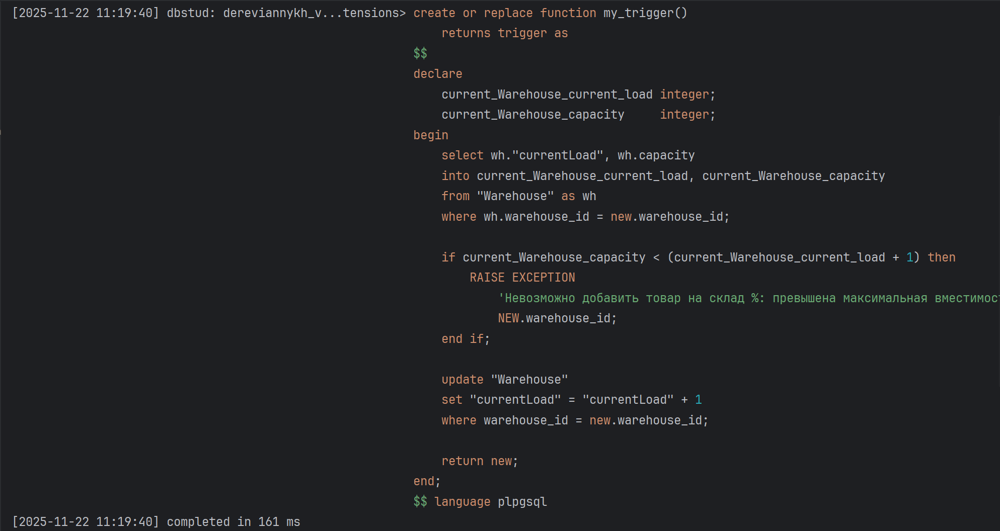 [2025-11-22 11:19:40] dbstud: dereviannykh_v...tensions> create or replace function my_trigger()
returns trigger as
$$
declare
current_Warehouse_current_load integer;
current_Warehouse_capacity     integer;
begin
select wh."currentLoad", wh.capacity
into current_Warehouse_current_load, current_Warehouse_capacity
from "Warehouse" as wh
where wh.warehouse_id = new.warehouse_id;
if current_Warehouse_capacity < (current_Warehouse_current_load + 1) then
RAISE EXCEPTION
'Невозможно добавить товар на склад %: превышена максимальная
NEW.warehouse_id;
end if;
update "Warehouse"
set "currentLoad" = "currentLoad" + 1
where warehouse_id = new.warehouse_id;
return new;
end;
$$ language plpgsql
[2025-11-22 11:19:40] completed in 161 ms